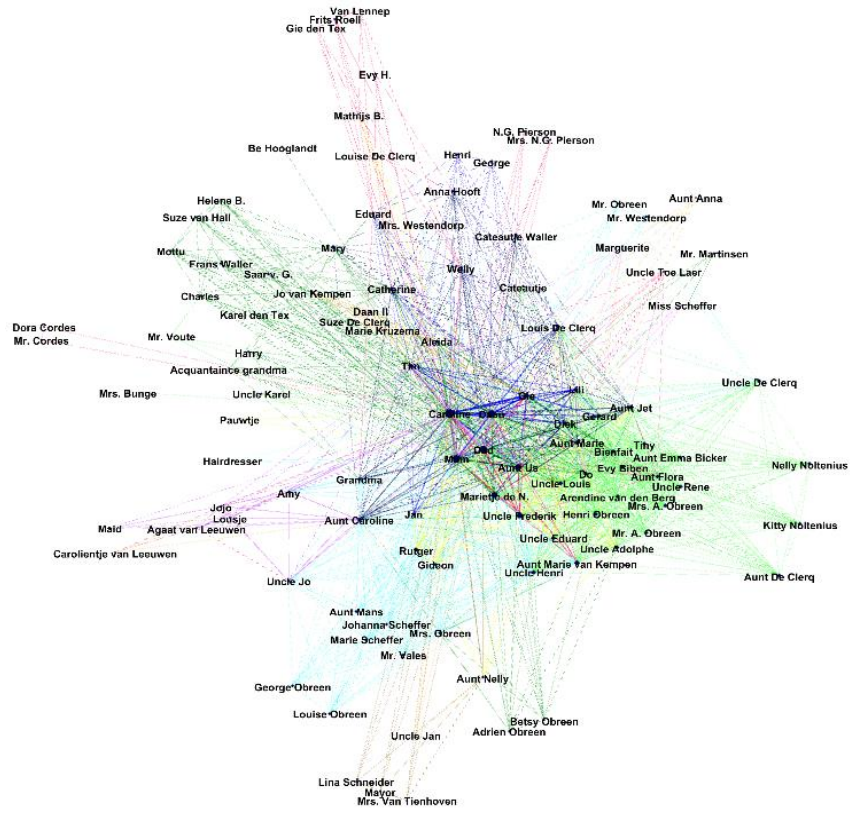 Van Lennep
Frits Roell
Gie den Tex
Evy H.
Mathijs B.
N.G. Pierson
Mrs. N.G. Pierson
Be Hooglandt
Louise De Clerq
Henri
George
Anna Hooft
Helene B.
Mr. Obreen
Aunt Anna
Suze van Hall
Eduard
Mr. Westendorp
Mrs. Westendorp
Cateautje Waller
Mottu
Mary
Marguerite
Mr. Martinsen
Frans Waller
Saar v. G.
Welly
Uncle Toe Laer
Charles
Jo van Kempen
Catherine
Cateautje
Miss Scheffer
Karel den Tex
Daan II
Suze De Clerq
Marie Kruzema
Louis De Clerq
Dora Cordes
Mr. Cordes
Mr. Voute
Aleida
Harry
Acquantaince grandma
Tim
Uncle De Clerq
Mrs. Bunge
Uncle Karel
Gie
Lili
Pauwtje
Caroline
Aunt Jet
Gerard
Diek
Aunt Marie
Tiny
Hairdresser
Mom
Dad
Bienfait
Aunt Emma Bicker
Aunt Us
Evy Biben
Nelly Noltenius
Grandma
Do
Aunt Flora
Uncle Louis
Uncle Rene
Amy
Marietje de N.
Arendine van den Berg
Jojo
Mrs. A. Obreen
Lousje
Aunt Caroline
Jan
Uncle Frederik
Henri Obreen
Maid
Agaat van Leeuwen
Kitty Noltenius
Uncle Eduard
Mr. A. Obreen
Carolientje van Leeuwen
Rutger
Uncle Adolphe
Gideon
Aunt Marie van Kempen
Uncle Henri
Aunt De Clerq
Uncle Jo
Aunt Mans
Johanna Scheffer
Marie Scheffer
Mrs. Obreen
Mr. Vales
Aunt Nelly
George Obreen
Louise Obreen
Betsy Obreen
Adrien Obreen
Uncle Jan
Lina Schneider
Mayor
Mrs. Van Tienhoven